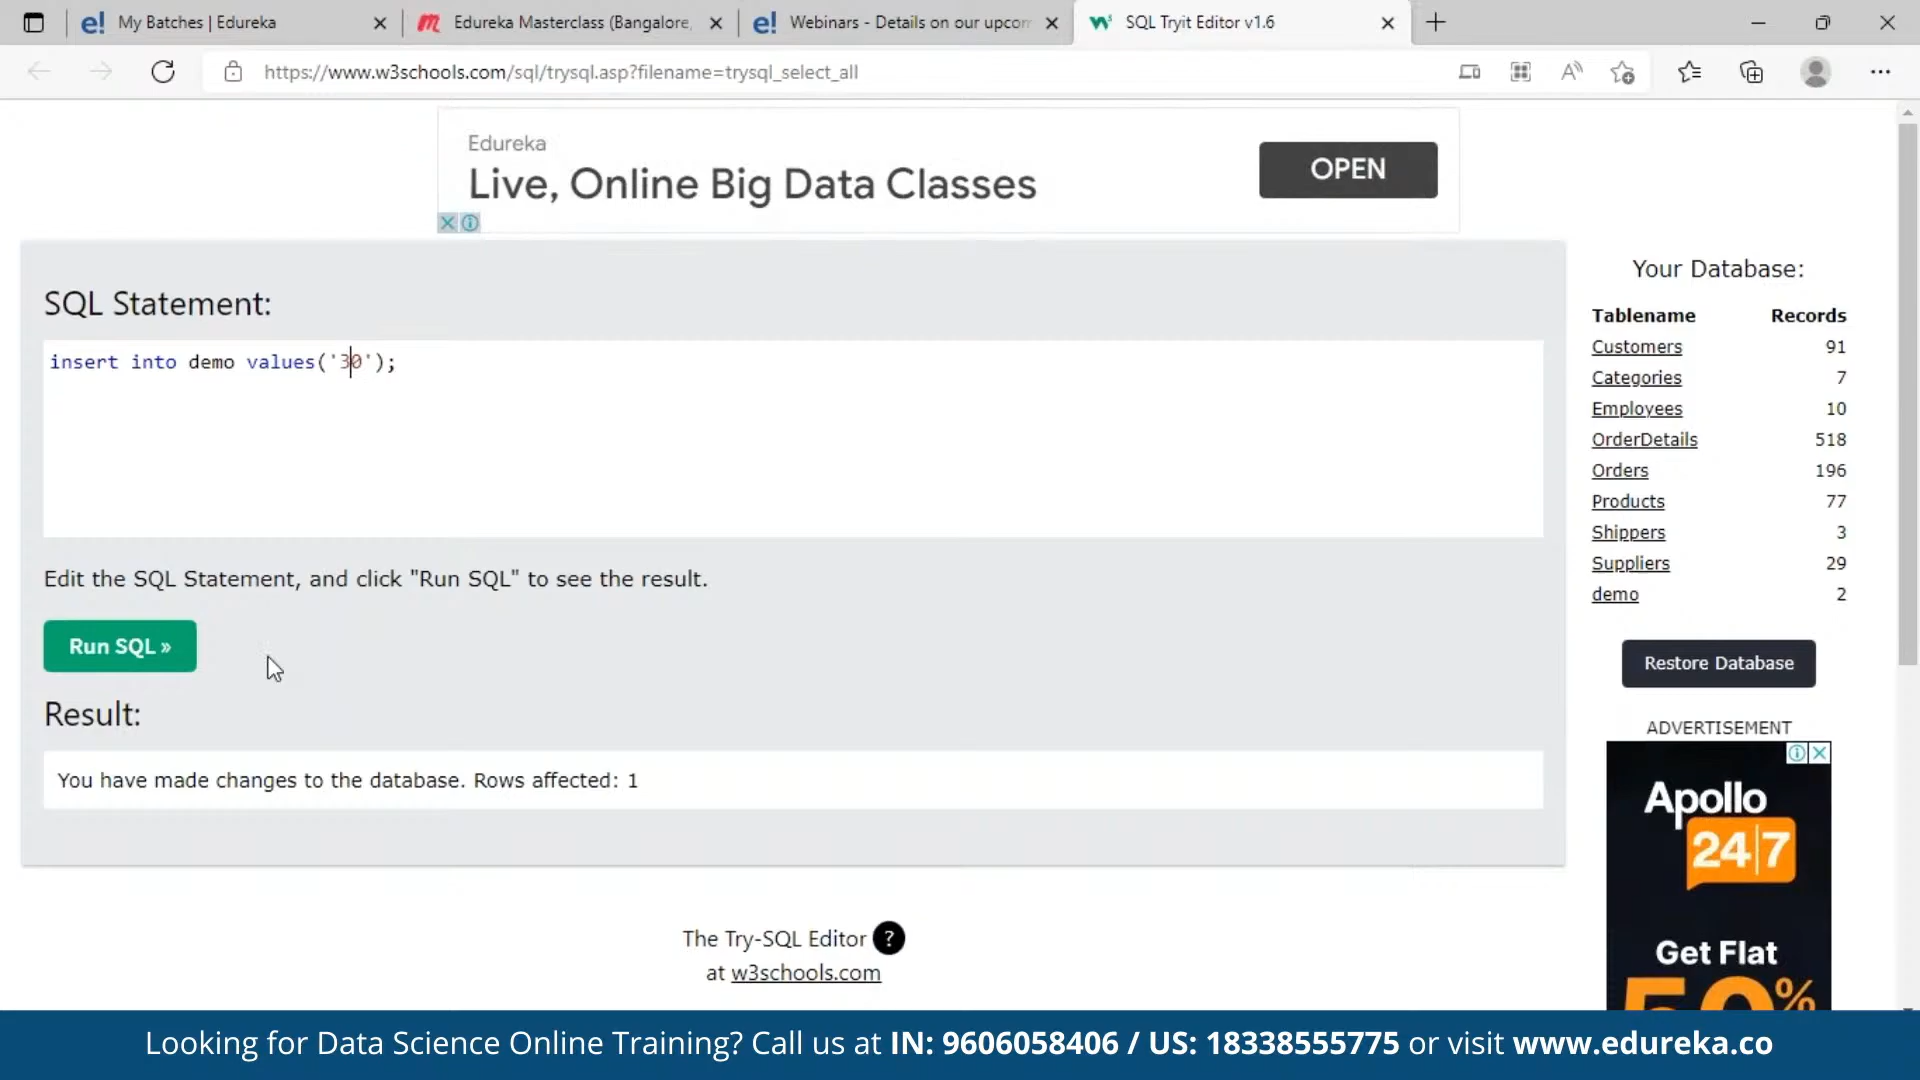 My Batches | Edureka
Edureka Masterclass (Bangalore,
Webinars - Details on our upcom
SQL Tryit Editor v1.6
https://www.w3schools.com/sql/trysql.asp?filename=trysql_select_all
Edureka
Live, Online Big Data Classes
OPEN
SQL Statement:
insert into demo values('30');
Edit the SQL Statement, and click "Run SQL" to see the result.
Run SQL »
Result:
You have made changes to the database. Rows affected: 1
The Try-SQL Editor ?
at w3schools.com
Your Database:
Tablename Records
Customers 91
Categories 7
Employees 10
OrderDetails 518
Orders 196
Products 77
Shippers 3
Suppliers 29
demo 2
Restore Database
ADVERTISEMENT
Apollo
24|7
Get Flat
50%
Looking for Data Science Online Training? Call us at IN: 9606058406 / US: 18338555775 or visit www.edureka.co